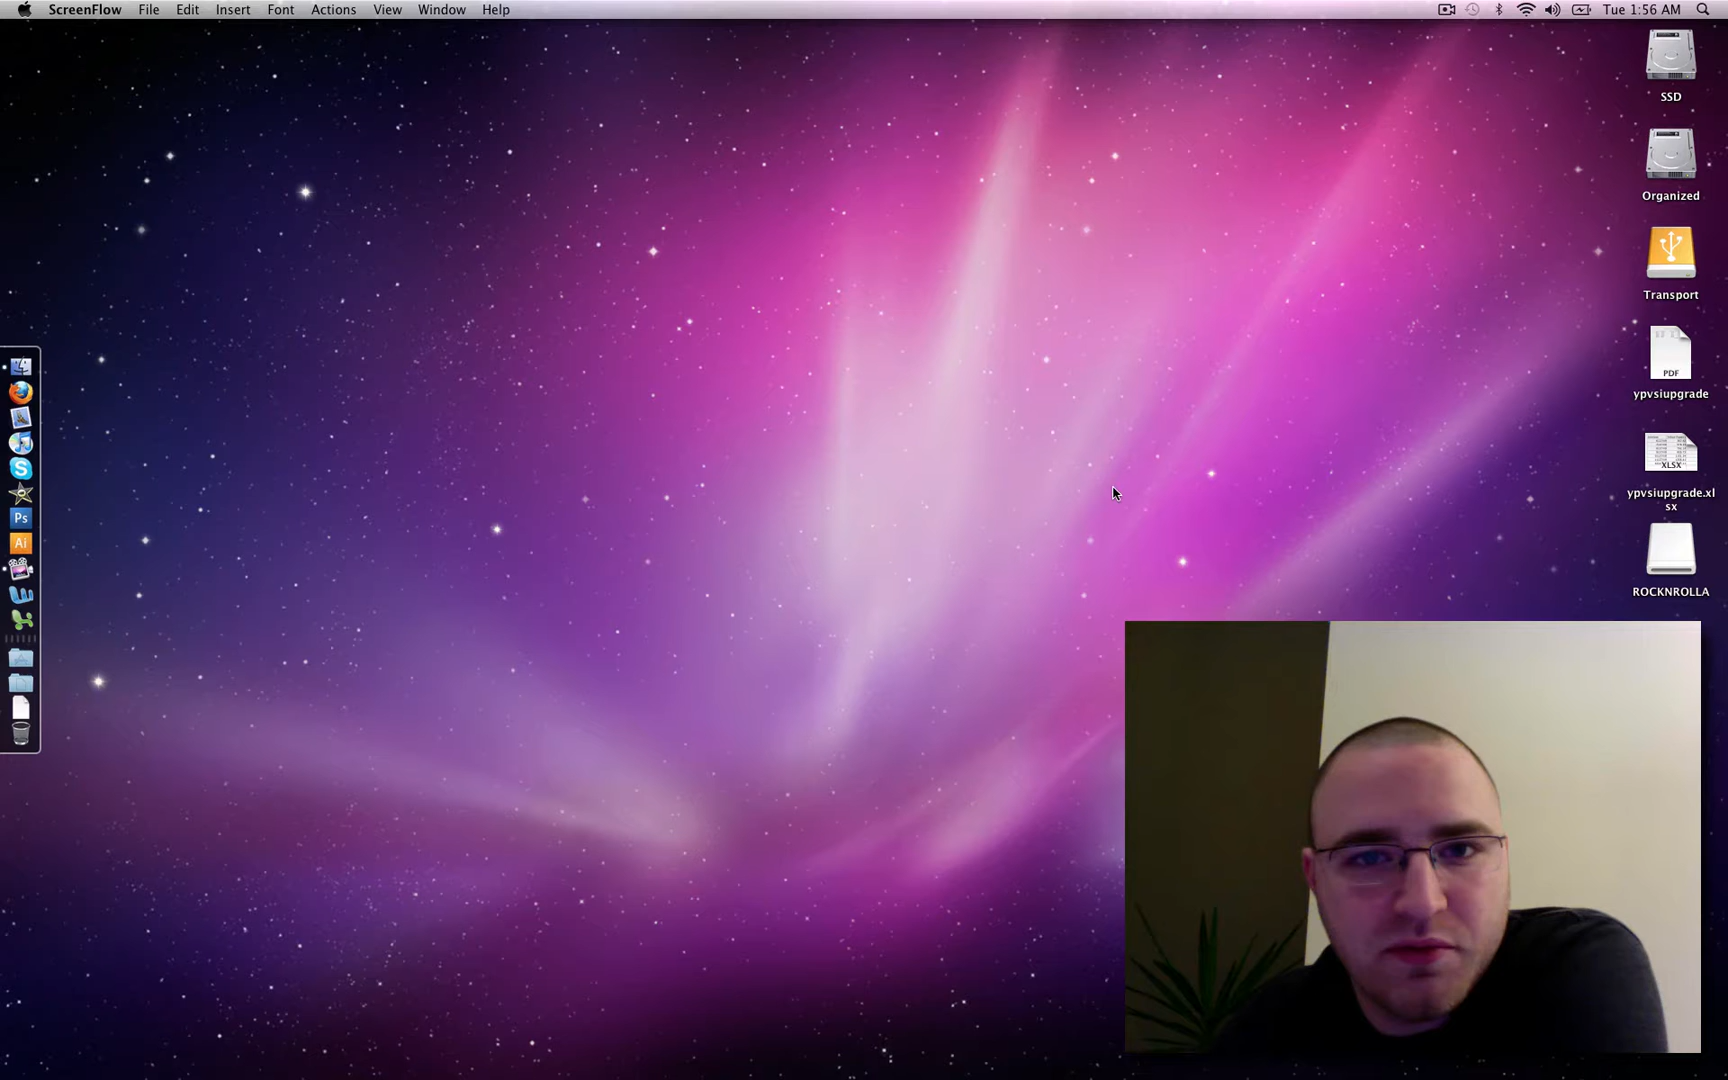 ScreenFlow File Edit Insert Font Actions View Window Help Tue 1:56 AM
SSD
Organized
Transport
PDF
ypvsiupgrade
XLSX
ypvsiupgrade.xl
sx
ROCKNROLLA
Ps
Ai